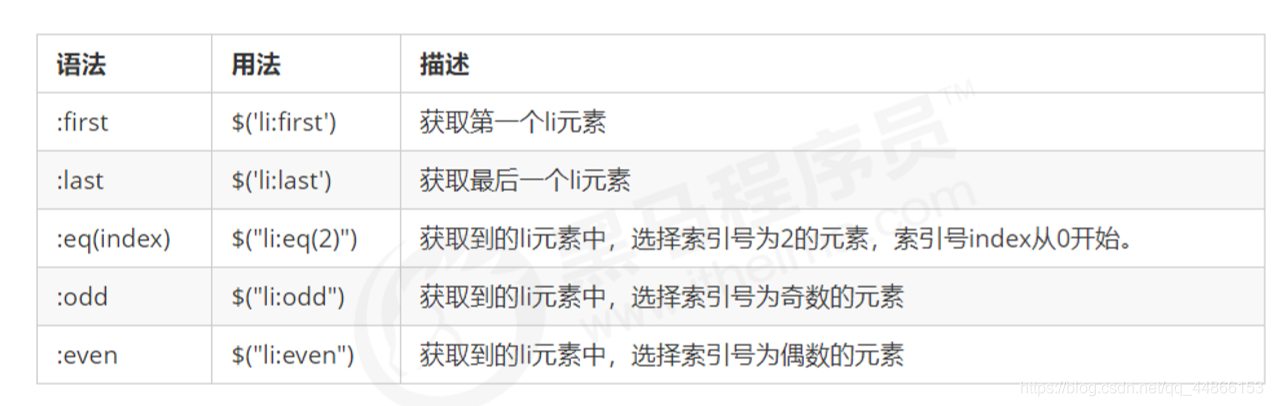 语法 用法 描述
:first $('li:first') 获取第一个li元素
:last $('li:last') 获取最后一个li元素
:eq(index) $("li:eq(2)") 获取到的li元素中，选择索引号为2的元素，索引号index从0开始。
:odd $("li:odd") 获取到的li元素中，选择索引号为奇数的元素
:even $("li:even") 获取到的li元素中，选择索引号为偶数的元素
黑马程序员™
www.itheima.com
https://blog.csdn.net/qq_44866153